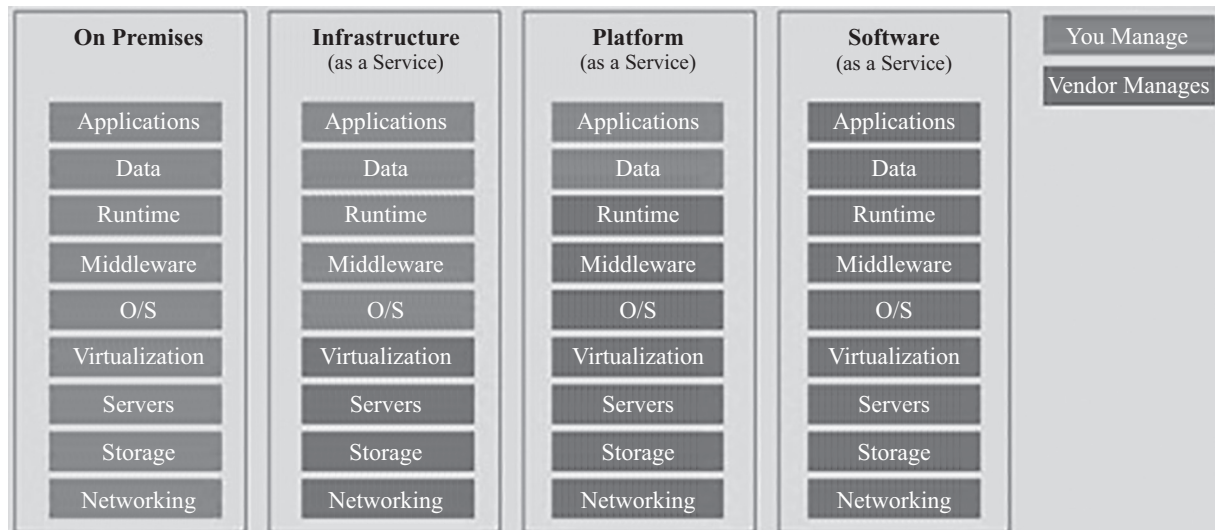 On Premises
Applications
Data
Runtime
Middleware
O/S
Virtualization
Servers
Storage
Networking
Infrastructure
(as a Service)
Applications
Data
Runtime
Middleware
O/S
Virtualization
Servers
Storage
Networking
Platform
(as a Service)
Applications
Data
Runtime
Middleware
O/S
Virtualization
Servers
Storage
Networking
Software
(as a Service)
Applications
Data
Runtime
Middleware
O/S
Virtualization
Servers
Storage
Networking
You Manage
Vendor Manages